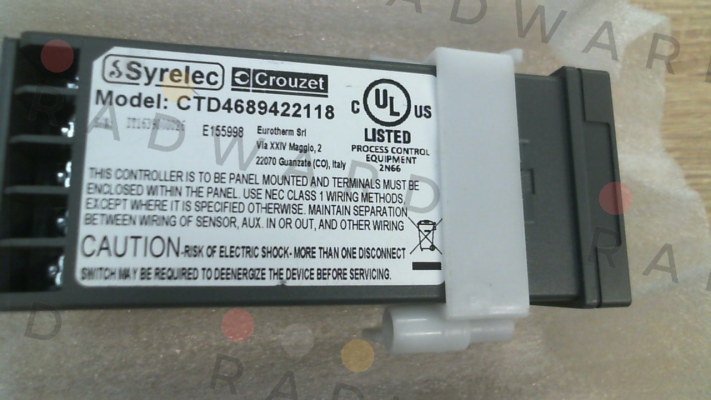 Syrelec Crouzet
Model: CTD4689422118
E155998
Eurotherm Srl
Via XXIV Maggio, 2
22070 Guanzate (CO), Italy
C UL US
LISTED
PROCESS CONTROL
EQUIPMENT
2N66
THIS CONTROLLER IS TO BE PANEL MOUNTED AND TERMINALS MUST BE
ENCLOSED WITHIN THE PANEL. USE NEC CLASS 1 WIRING METHODS,
EXCEPT WHERE IT IS SPECIFIED OTHERWISE. MAINTAIN SEPARATION
BETWEEN WIRING OF SENSOR, AUX. IN OR OUT, AND OTHER WIRING
CAUTION-RISK OF ELECTRIC SHOCK- MORE THAN ONE DISCONNECT
SWITCH MAY BE REQUIRED TO DEENERGIZE THE DEVICE BEFORE SERVICING.
RADWARD